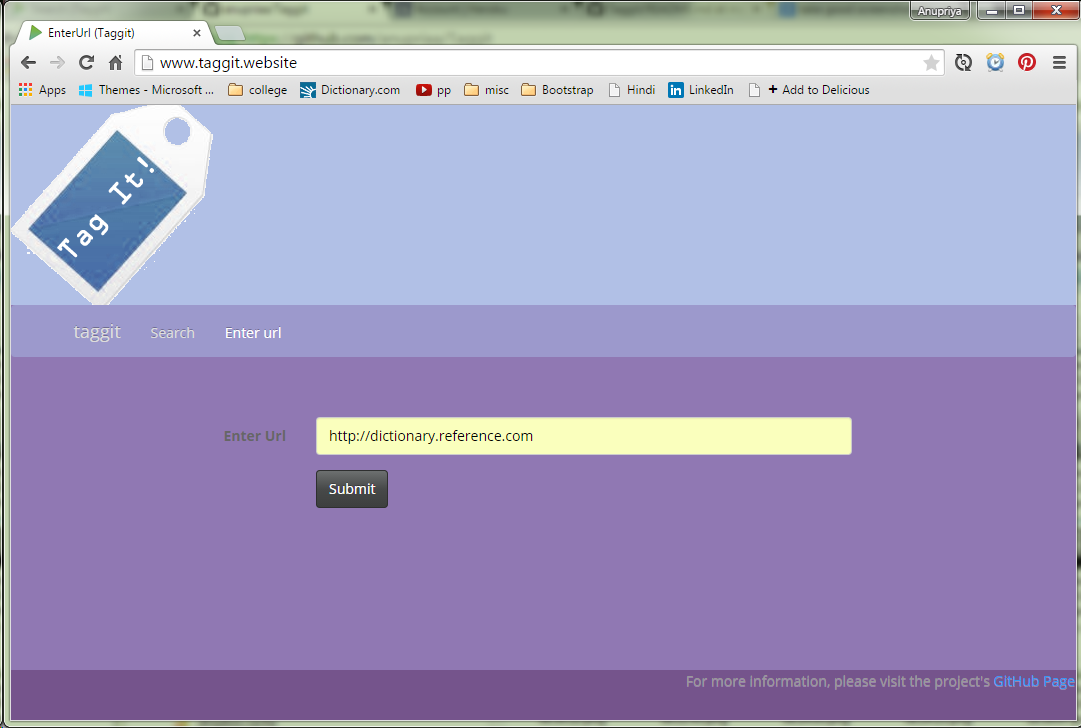 Anupriya
EnterUrl (Taggit)
www.taggit.website
Apps Themes - Microsoft ... college Dictionary.com pp misc Bootstrap Hindi LinkedIn + Add to Delicious
Tag It!
taggit Search Enter url
Enter Url http://dictionary.reference.com
Submit
For more information, please visit the project's GitHub Page